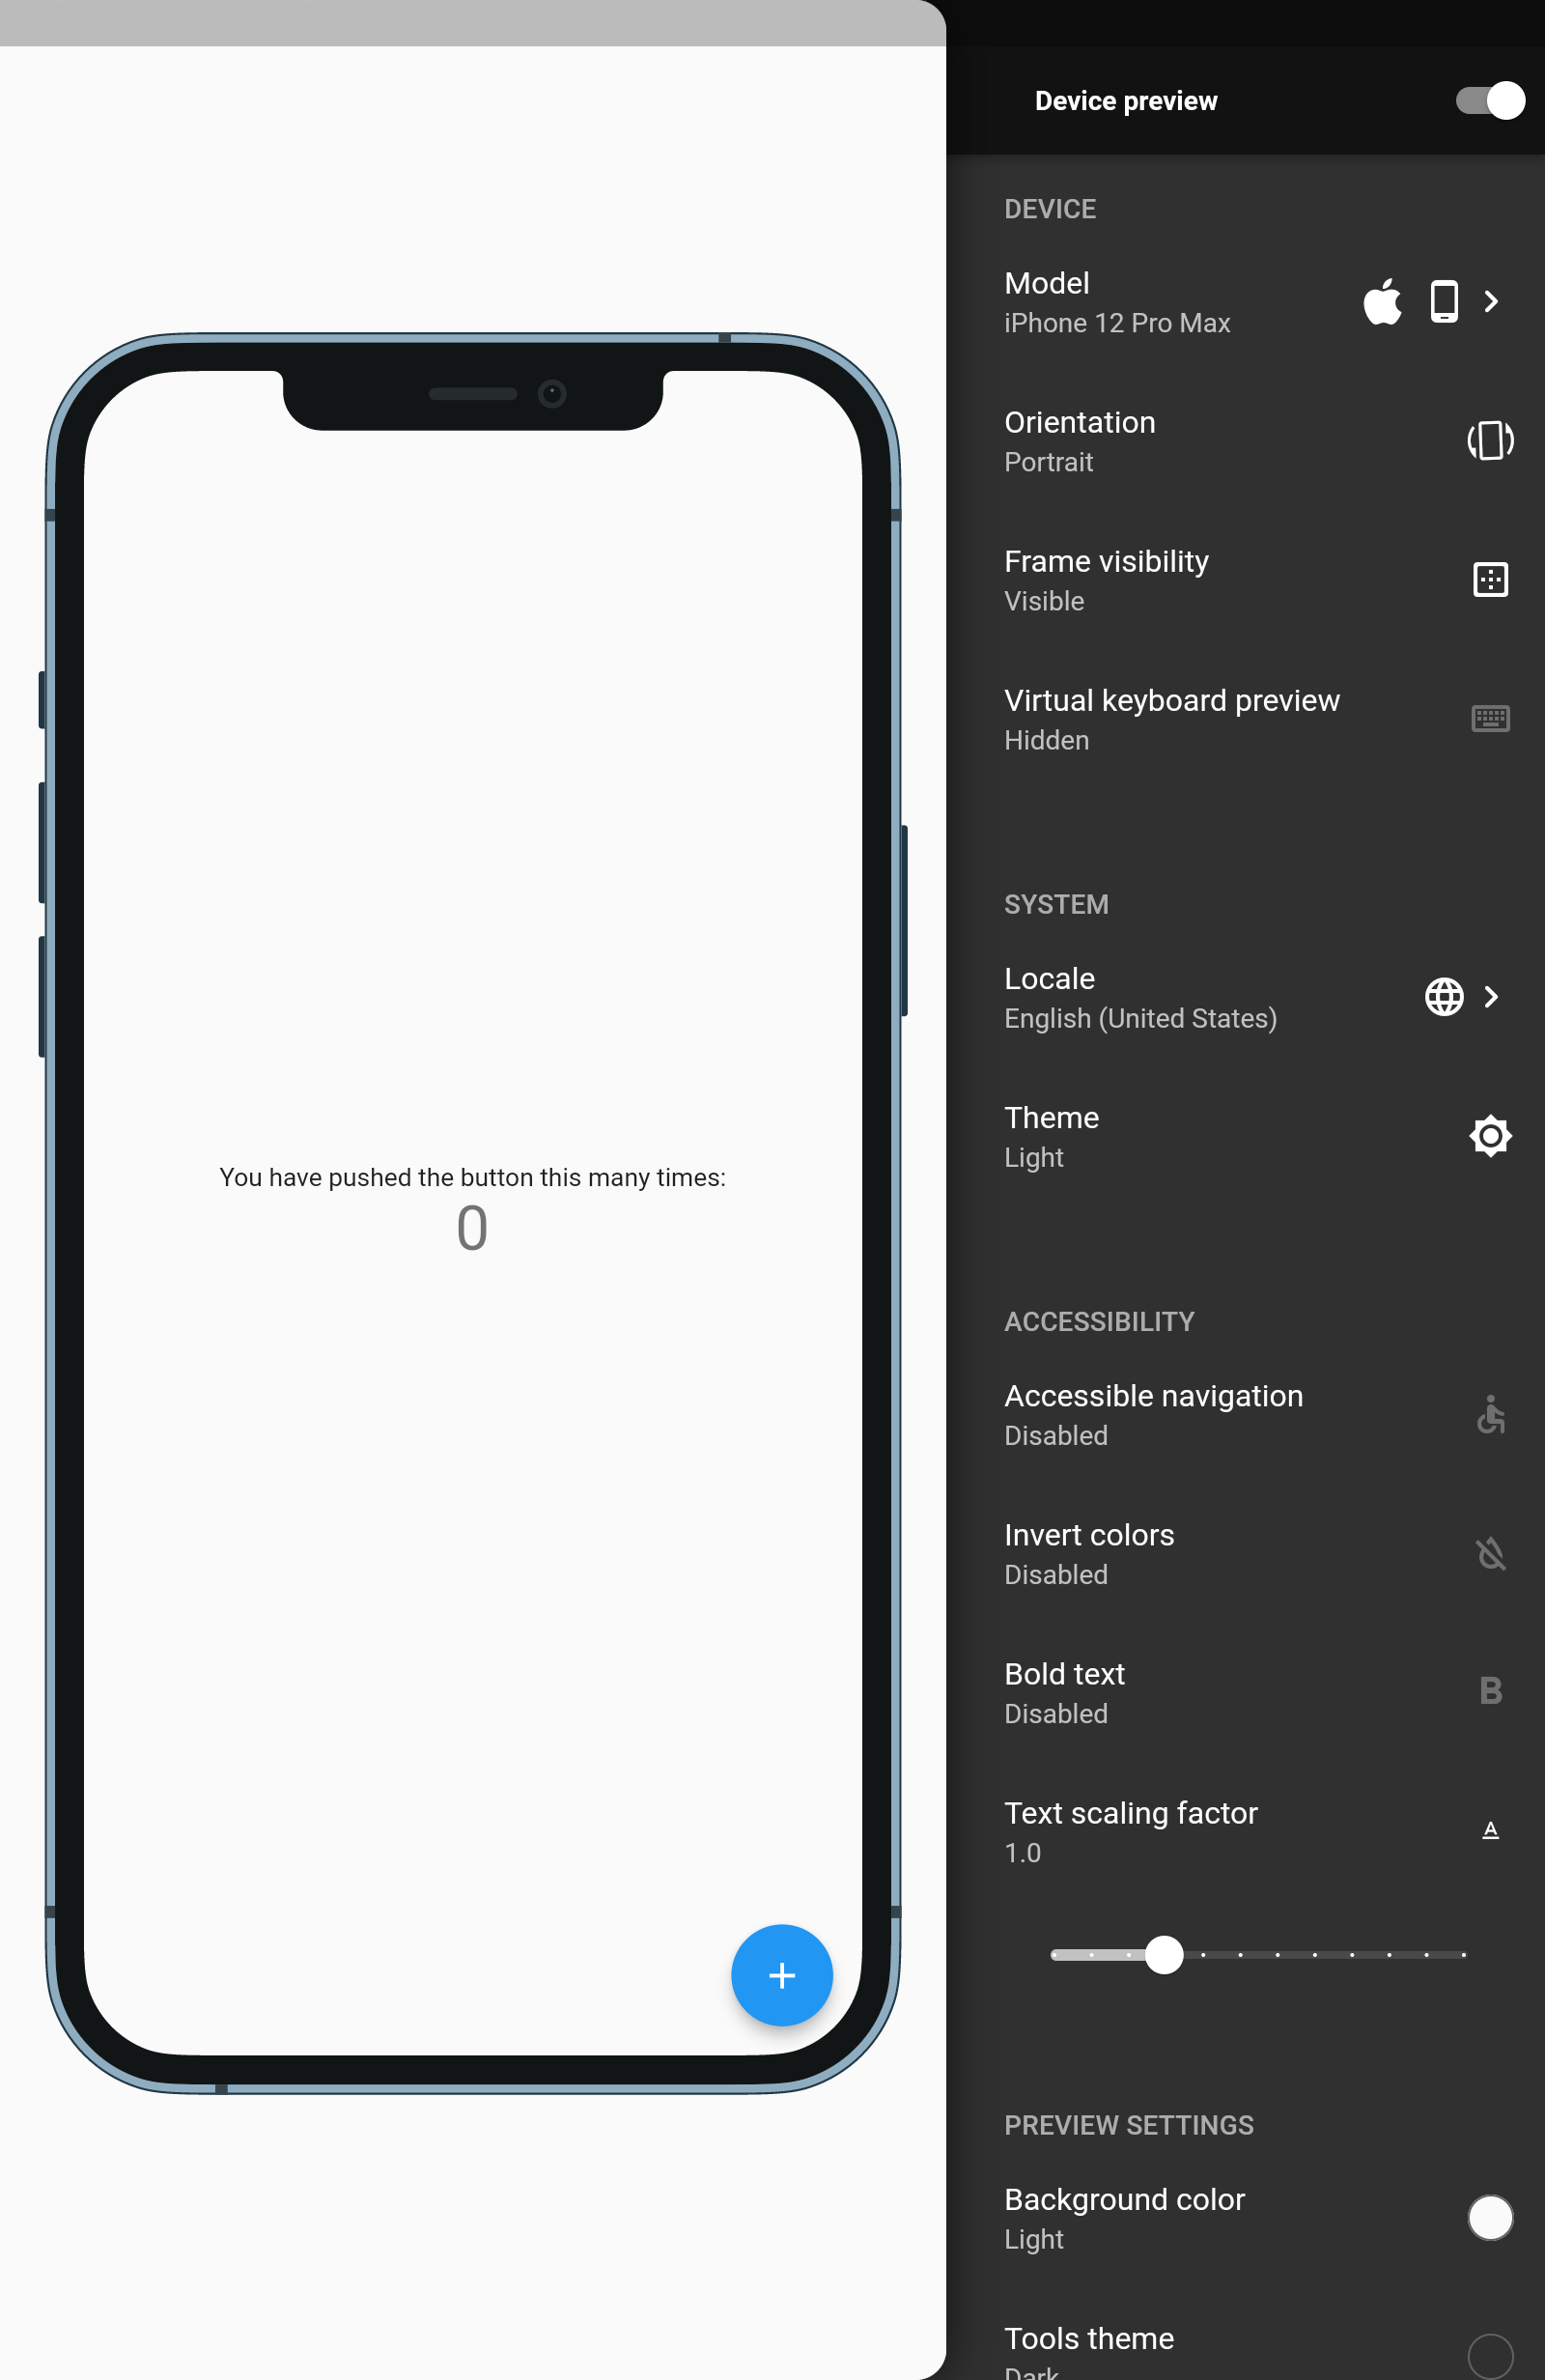 You have pushed the button this many times:
0
Device preview
DEVICE
Model
iPhone 12 Pro Max
Orientation
Portrait
Frame visibility
Visible
Virtual keyboard preview
Hidden
SYSTEM
Locale
English (United States)
Theme
Light
ACCESSIBILITY
Accessible navigation
Disabled
Invert colors
Disabled
Bold text
Disabled
B
Text scaling factor
A
1.0
PREVIEW SETTINGS
Background color
Light
Tools theme
Dark